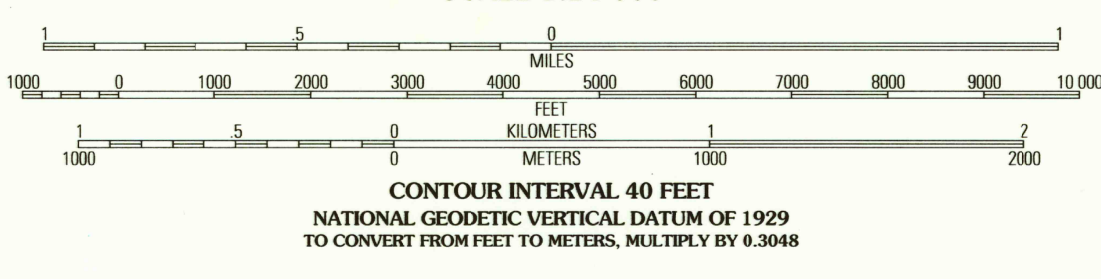 1 .5 0 1
MILES
1000 0 1000 2000 3000 4000 5000 6000 7000 8000 9000 10 000
FEET
1 .5 0 KILOMETERS 1 2
1000 0 METERS 1000 2000
CONTOUR INTERVAL 40 FEET
NATIONAL GEODETIC VERTICAL DATUM OF 1929
TO CONVERT FROM FEET TO METERS, MULTIPLY BY 0.3048